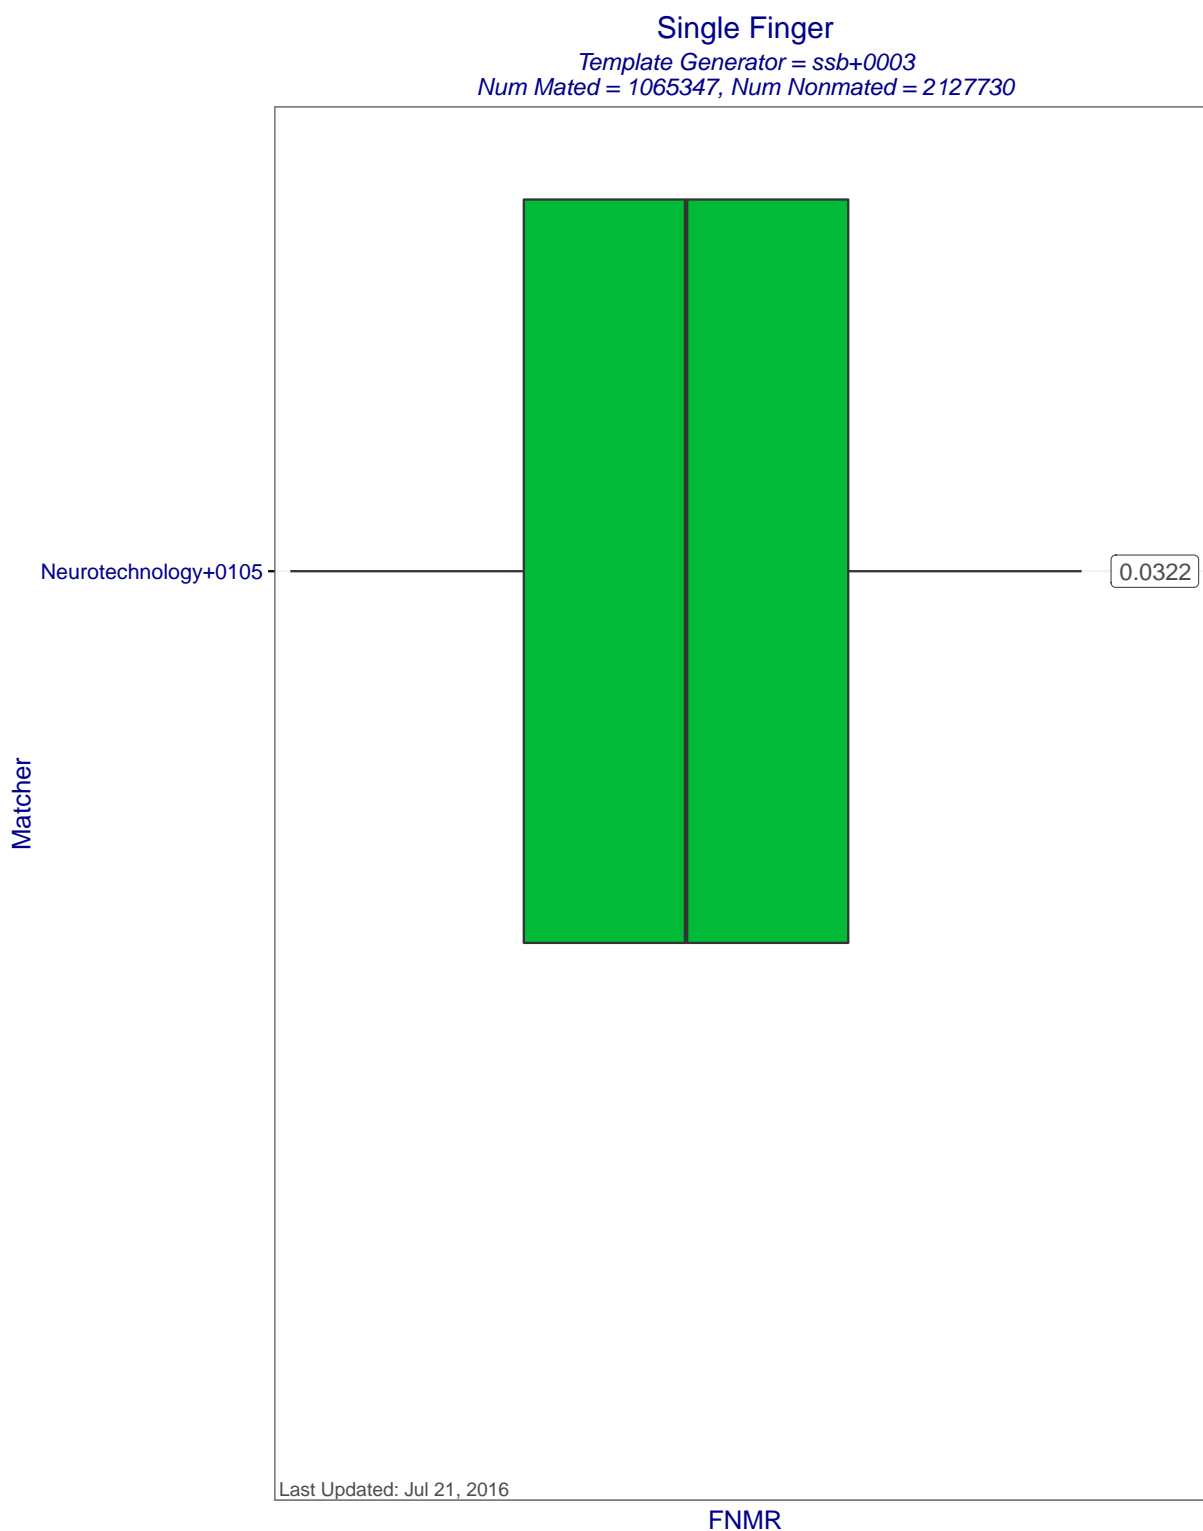 Single Finger
Template Generator = ssb+0003
Num Mated = 1065347, Num Nonmated = 2127730
Neurotechnology+0105
0.0322
Matcher
Last Updated: Jul 21, 2016
FNMR